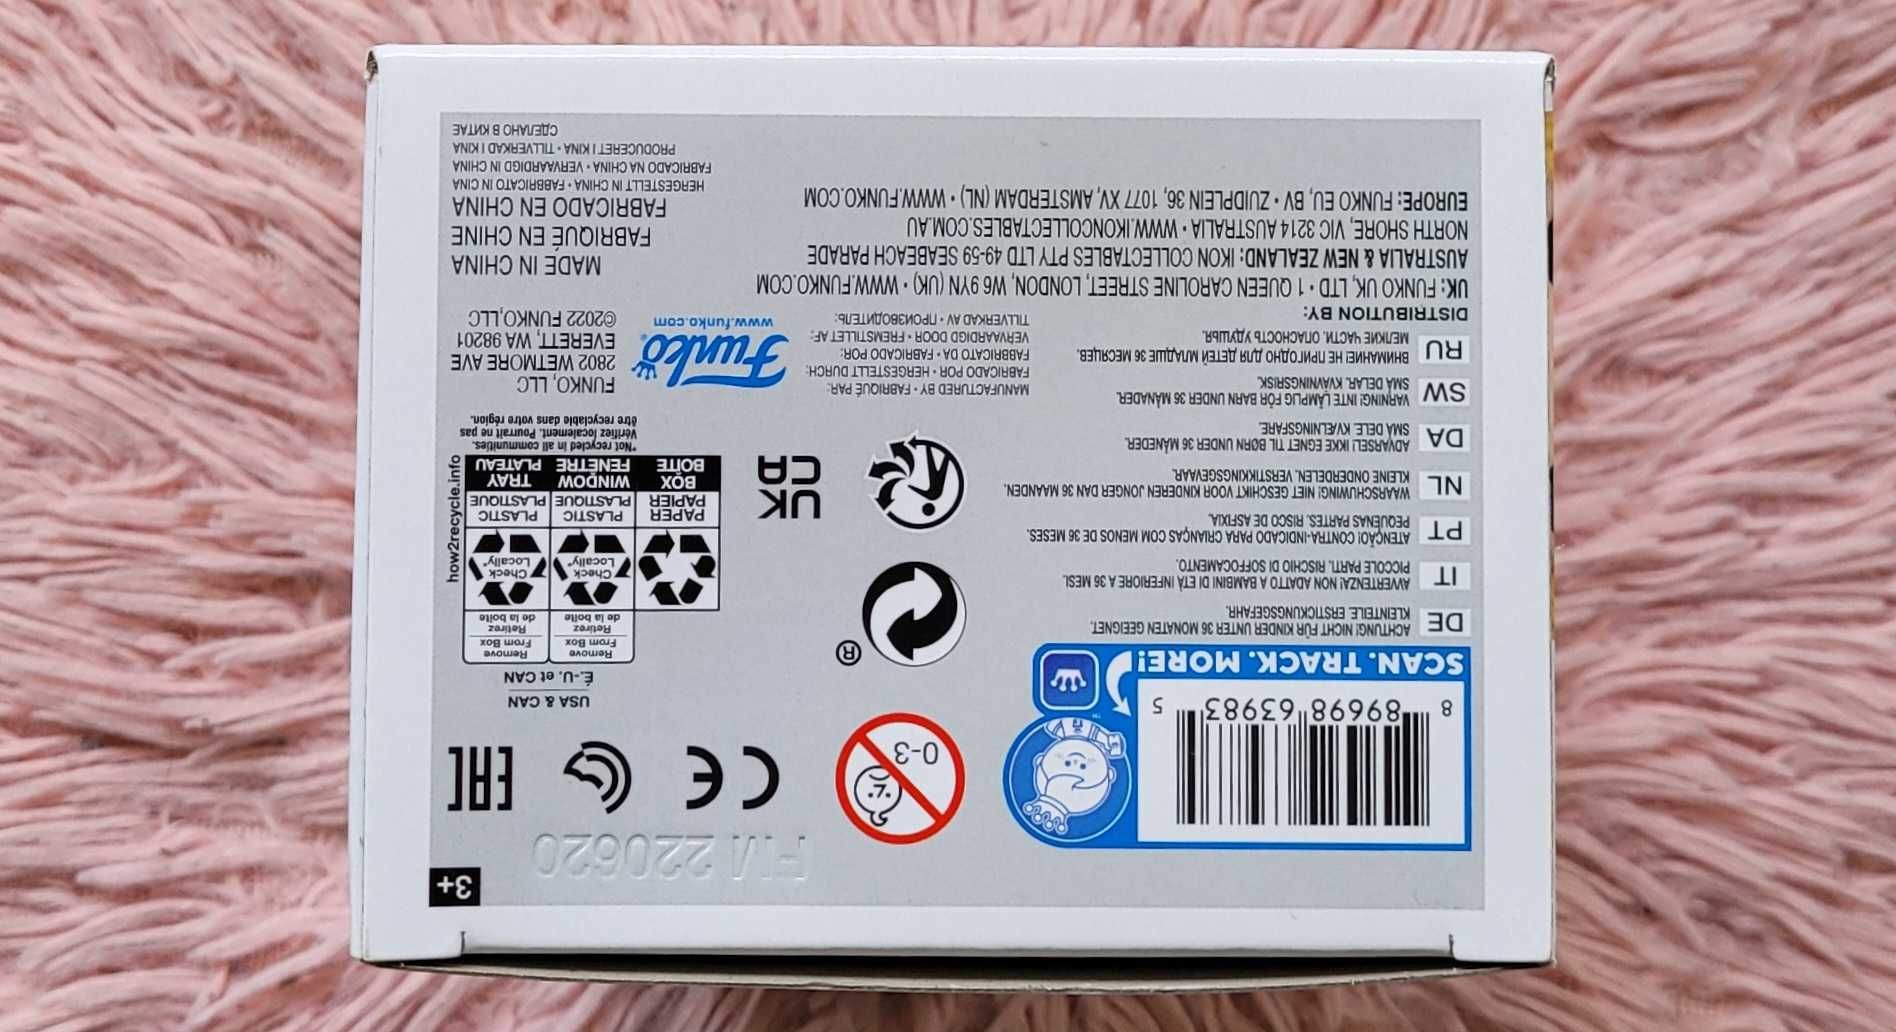 3+
FM 220620
8 89698 63983 5
SCAN. TRACK. MORE!
™
0-3
CE
EAC
USA & CAN
É.-U. et CAN
®
Remove
From Box
Retirez
de la boîte
Remove
From Box
Retirez
de la boîte
Check
Locally*
Check
Locally*
PAPER
PAPIER
BOX
BOÎTE
PLASTIC
PLASTIQUE
WINDOW
FENÊTRE
PLASTIC
PLASTIQUE
TRAY
PLATEAU
how2recycle.info
*Not recycled in all communities.
Vérifiez localement. Pourrait ne pas
être recyclable dans votre région.
UK
CA
DE
ACHTUNG! NICHT FÜR KINDER UNTER 36 MONATEN GEEIGNET.
KLEINTEILE. ERSTICKUNGSGEFAHR.
IT
AVVERTENZA! NON ADATTO A BAMBINI DI ETÀ INFERIORE A 36 MESI.
PICCOLE PARTI. RISCHIO DI SOFFOCAMENTO.
PT
ATENÇÃO! CONTRA-INDICADO PARA CRIANÇAS COM MENOS DE 36 MESES.
PEQUENAS PARTES. RISCO DE ASFIXIA.
NL
WAARSCHUWING! NIET GESCHIKT VOOR KINDEREN JONGER DAN 36 MAANDEN.
KLEINE ONDERDELEN. VERSTIKKINGSGEVAAR.
DA
ADVARSEL! IKKE EGNET TIL BØRN UNDER 36 MÅNEDER.
SMÅ DELE. KVÆLNINGSFARE.
SW
VARNING! INTE LÄMPLIG FÖR BARN UNDER 36 MÅNADER.
SMÅ DELAR. KVÄVNINGSRISK.
RU
ВНИМАНИЕ! НЕ ПРИГОДНО ДЛЯ ДЕТЕЙ МЛАДШЕ 36 МЕСЯЦЕВ.
МЕЛКИЕ ЧАСТИ. ОПАСНОСТЬ УДУШЬЯ.
MANUFACTURED BY • FABRIQUÉ PAR:
FABRICADO POR • HERGESTELLT DURCH:
FABBRICATO DA • FABRICADO POR:
VERVAARDIGD DOOR • FREMSTILLET AF:
TILLVERKAD AV • ПРОИЗВОДИТЕЛЬ:
Funko®
www.funko.com
FUNKO, LLC
2802 WETMORE AVE
EVERETT, WA 98201
©2022 FUNKO,LLC
DISTRIBUTION BY:
UK: FUNKO UK, LTD • 1 QUEEN CAROLINE STREET, LONDON, W6 9YN (UK) • WWW.FUNKO.COM
AUSTRALIA & NEW ZEALAND: IKON COLLECTABLES PTY LTD 49-59 SEABEACH PARADE
NORTH SHORE, VIC 3214 AUSTRALIA • WWW.IKONCOLLECTABLES.COM.AU
EUROPE: FUNKO EU, BV • ZUIDPLEIN 36, 1077 XV, AMSTERDAM (NL) • WWW.FUNKO.COM
MADE IN CHINA
FABRIQUÉ EN CHINE
FABRICADO EN CHINA
HERGESTELLT IN CHINA • FABBRICATO IN CINA
FABRICADO NA CHINA • VERVAARDIGD IN CHINA
PRODUCERET I KINA • TILLVERKAD I KINA
СДЕЛАНО В КИТАЕ